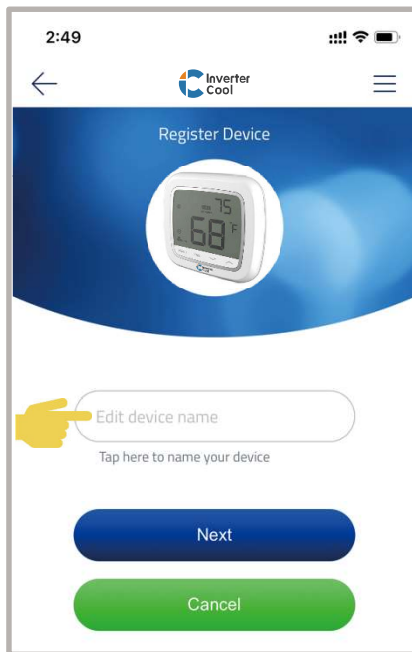 2:49
Inverter
Cool
Register Device
75
68 °F
Edit device name
Tap here to name your device
Next
Cancel